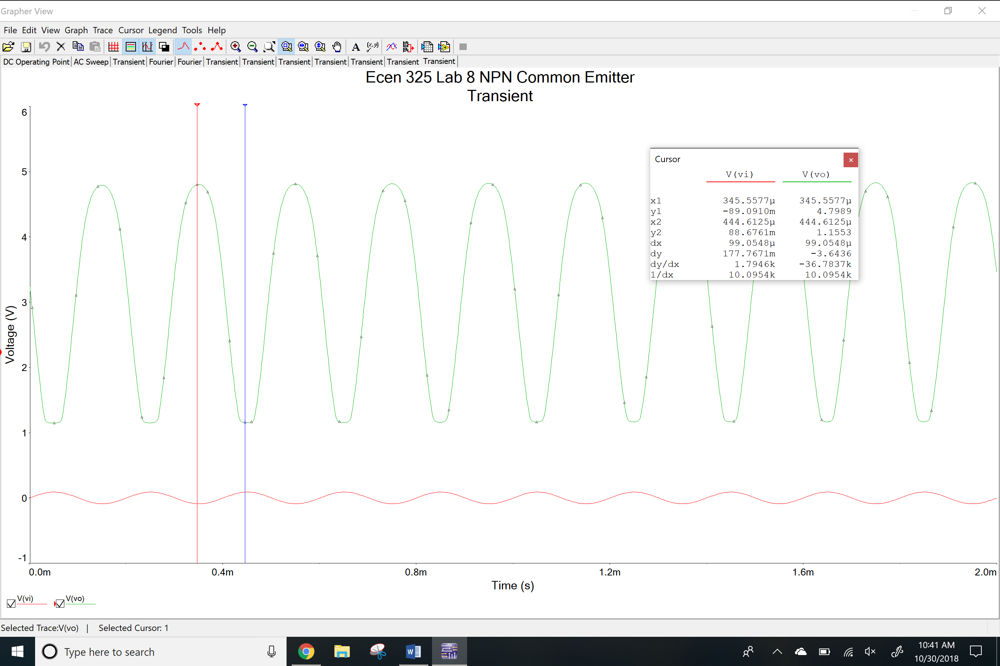 Grapher View
File Edit View Graph Trace Cursor Legend Tools Help
DC Operating Point AC Sweep Transient Fourier Fourier Transient Transient Transient Transient Transient Transient Transient
Ecen 325 Lab 8 NPN Common Emitter
Transient
6
5
4
3
2
1
0
-1
Voltage (V)
Cursor
V(vi) V(vo)
x1 345.5577µ 345.5577µ
y1 -89.0910m 4.7989
x2 444.6125µ 444.6125µ
y2 88.6761m 1.1553
dx 99.0548µ 99.0548µ
dy 177.7671m -3.6436
dy/dx 1.7946k -36.7837k
1/dx 10.0954k 10.0954k
0.0m 0.4m 0.8m 1.2m 1.6m 2.0m
Time (s)
V(vi) V(vo)
Selected Trace:V(vo) | Selected Cursor: 1
Type here to search
10:41 AM
10/30/2018